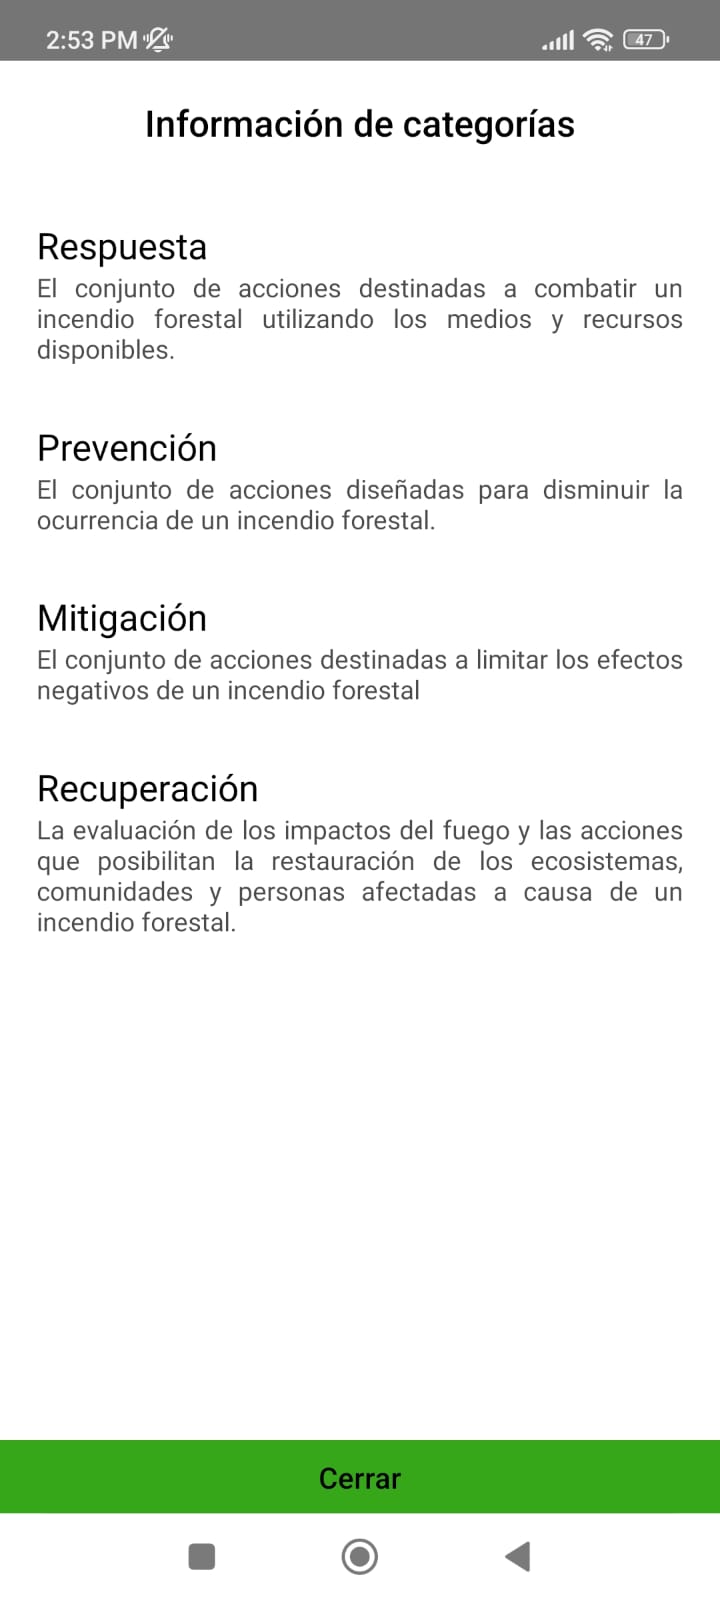 2:53 PM
47
Información de categorías
Respuesta
El conjunto de acciones destinadas a combatir un
incendio forestal utilizando los medios y recursos
disponibles.
Prevención
El conjunto de acciones diseñadas para disminuir la
ocurrencia de un incendio forestal.
Mitigación
El conjunto de acciones destinadas a limitar los efectos
negativos de un incendio forestal
Recuperación
La evaluación de los impactos del fuego y las acciones
que posibilitan la restauración de los ecosistemas,
comunidades y personas afectadas a causa de un
incendio forestal.
Cerrar